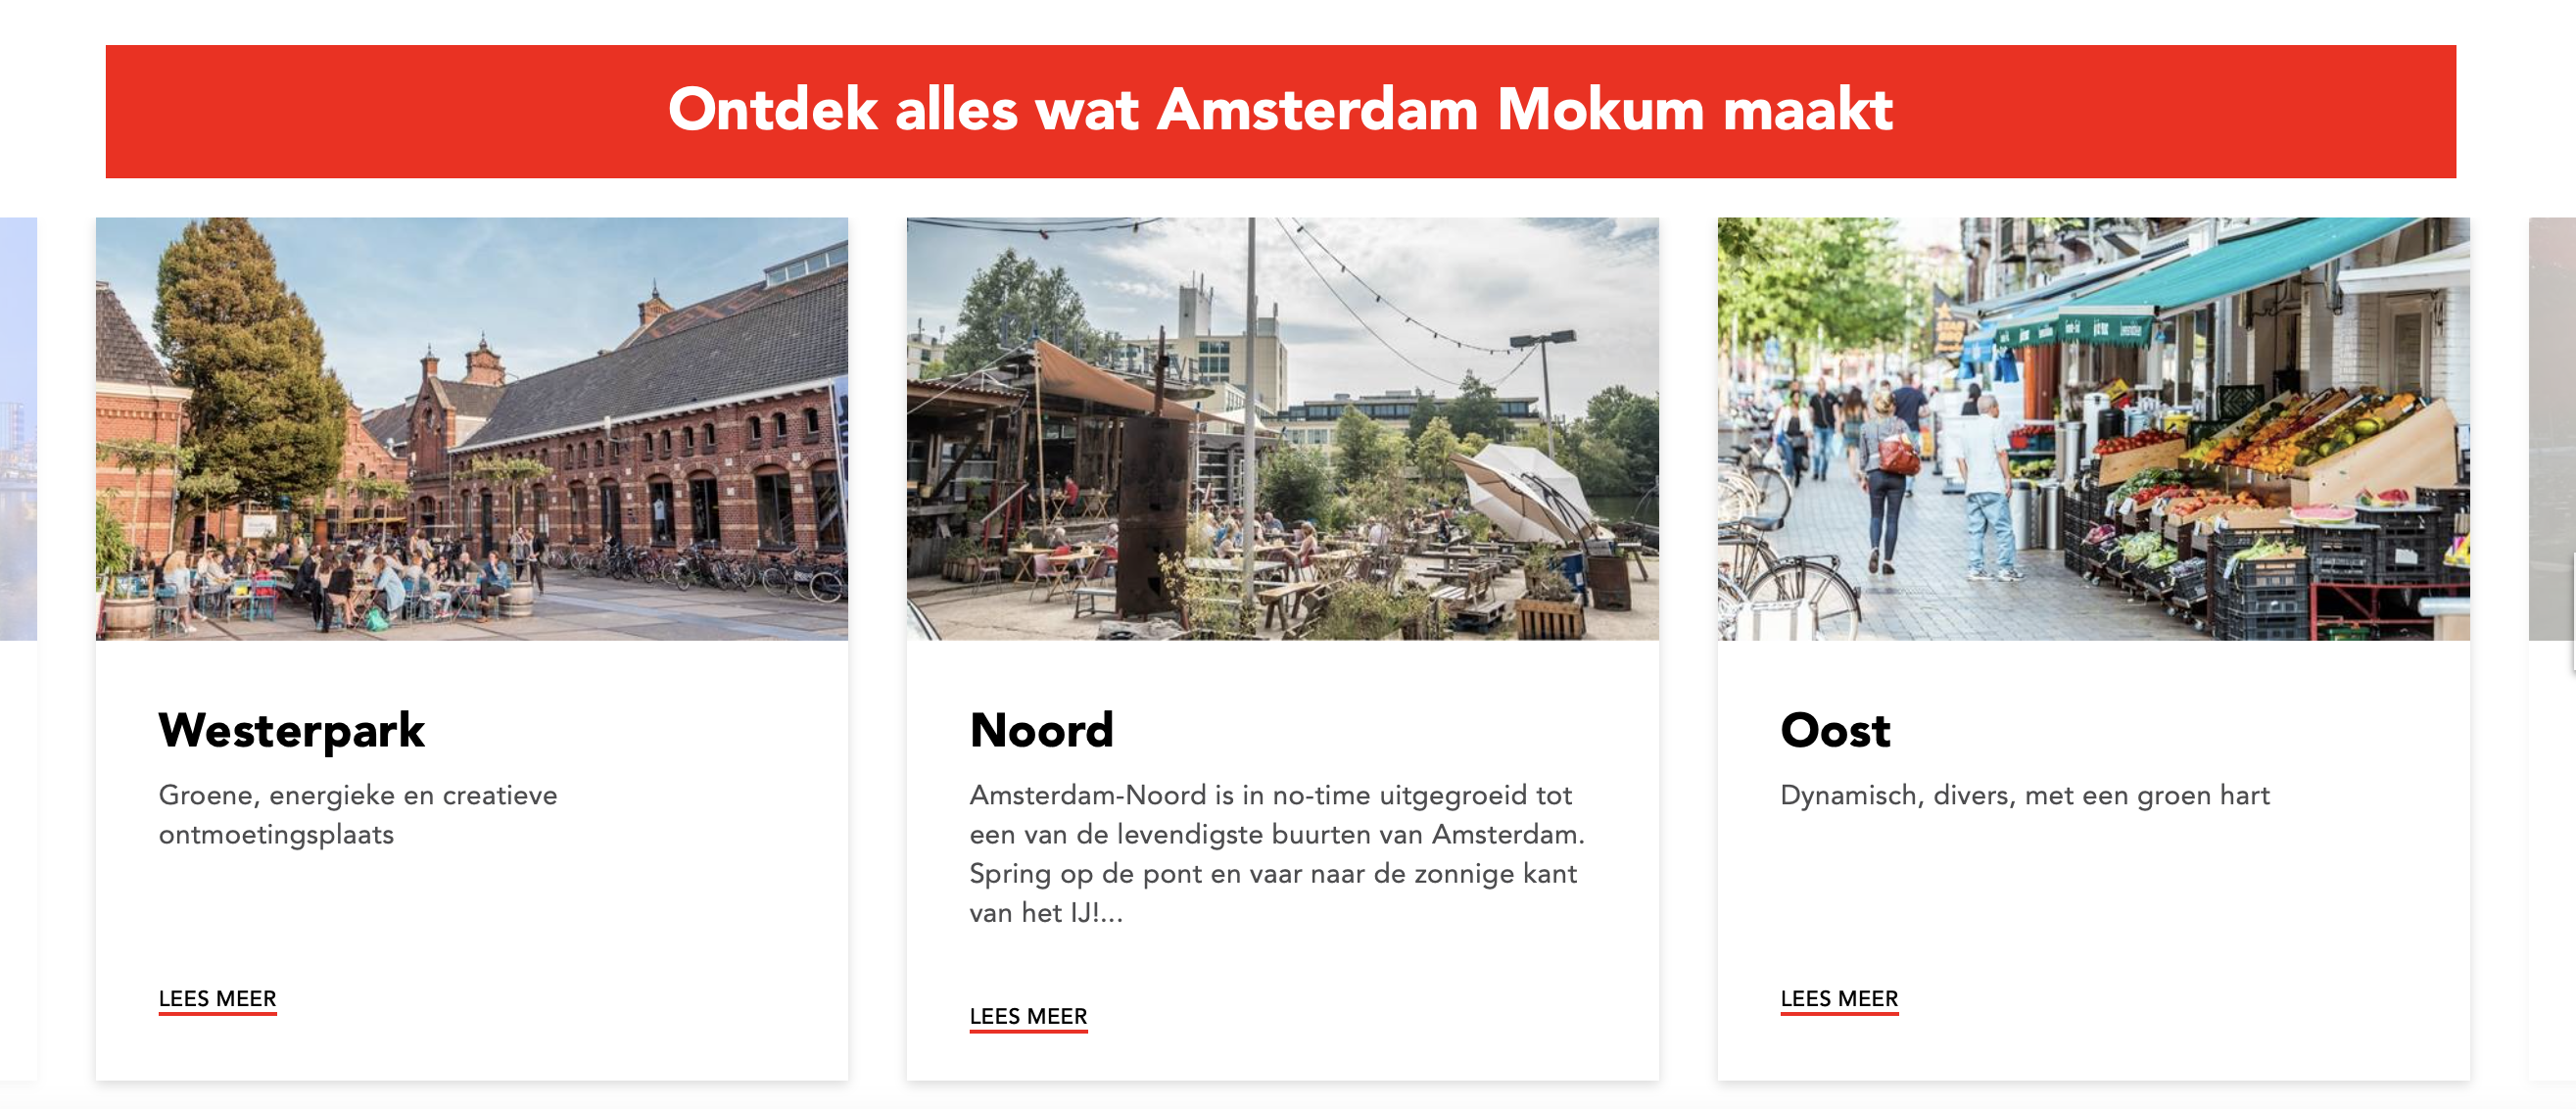 Ontdek alles wat Amsterdam Mokum maakt
Westerpark
Groene, energieke en creatieve
ontmoetingsplaats
LEES MEER
Noord
Amsterdam-Noord is in no-time uitgegroeid tot
een van de levendigste buurten van Amsterdam.
Spring op de pont en vaar naar de zonnige kant
van het IJ!...
LEES MEER
Oost
Dynamisch, divers, met een groen hart
LEES MEER